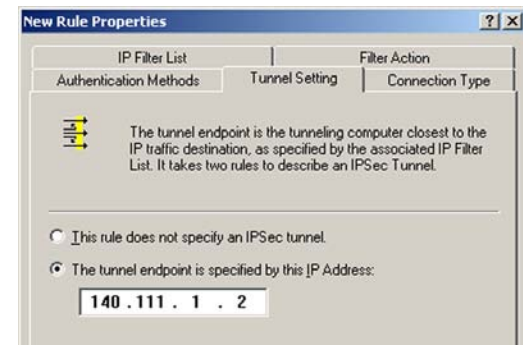 New Rule Properties
IP Filter List
Filter Action
Authentication Methods
Tunnel Setting
Connection Type
The tunnel endpoint is the tunneling computer closest to the
IP traffic destination, as specified by the associated IP Filter
List. It takes two rules to describe an IPSec Tunnel.
This rule does not specify an IPSec tunnel.
The tunnel endpoint is specified by this IP Address:
140 . 111 . 1 . 2